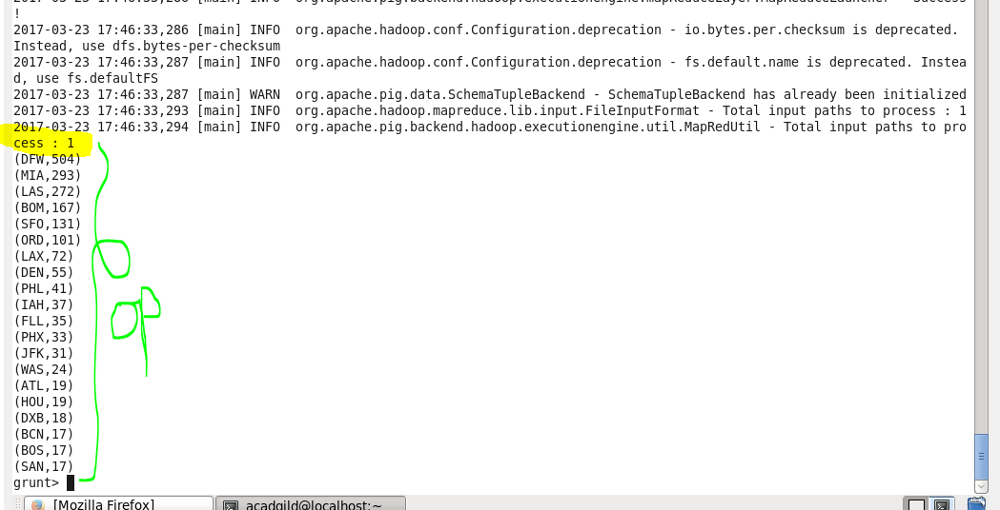 2017-03-23 17:46:33,286 [main] INFO  org.apache.pig.backend.hadoop.executionengine.mapReduceLayer.MapReduceLauncher - Success
!
2017-03-23 17:46:33,286 [main] INFO  org.apache.hadoop.conf.Configuration.deprecation - io.bytes.per.checksum is deprecated.
Instead, use dfs.bytes-per-checksum
2017-03-23 17:46:33,287 [main] INFO  org.apache.hadoop.conf.Configuration.deprecation - fs.default.name is deprecated. Instea
d, use fs.defaultFS
2017-03-23 17:46:33,287 [main] WARN  org.apache.pig.data.SchemaTupleBackend - SchemaTupleBackend has already been initialized
2017-03-23 17:46:33,293 [main] INFO  org.apache.hadoop.mapreduce.lib.input.FileInputFormat - Total input paths to process : 1
2017-03-23 17:46:33,294 [main] INFO  org.apache.pig.backend.hadoop.executionengine.util.MapRedUtil - Total input paths to pro
cess : 1
(DFW,504)
(MIA,293)
(LAS,272)
(BOM,167)
(SFO,131)
(ORD,101)
(LAX,72)
(DEN,55)
(PHL,41)
(IAH,37)
(FLL,35)
(PHX,33)
(JFK,31)
(WAS,24)
(ATL,19)
(HOU,19)
(DXB,18)
(BCN,17)
(BOS,17)
(SAN,17)
grunt>
op
[Mozilla Firefox]
acadgild@localhost:~